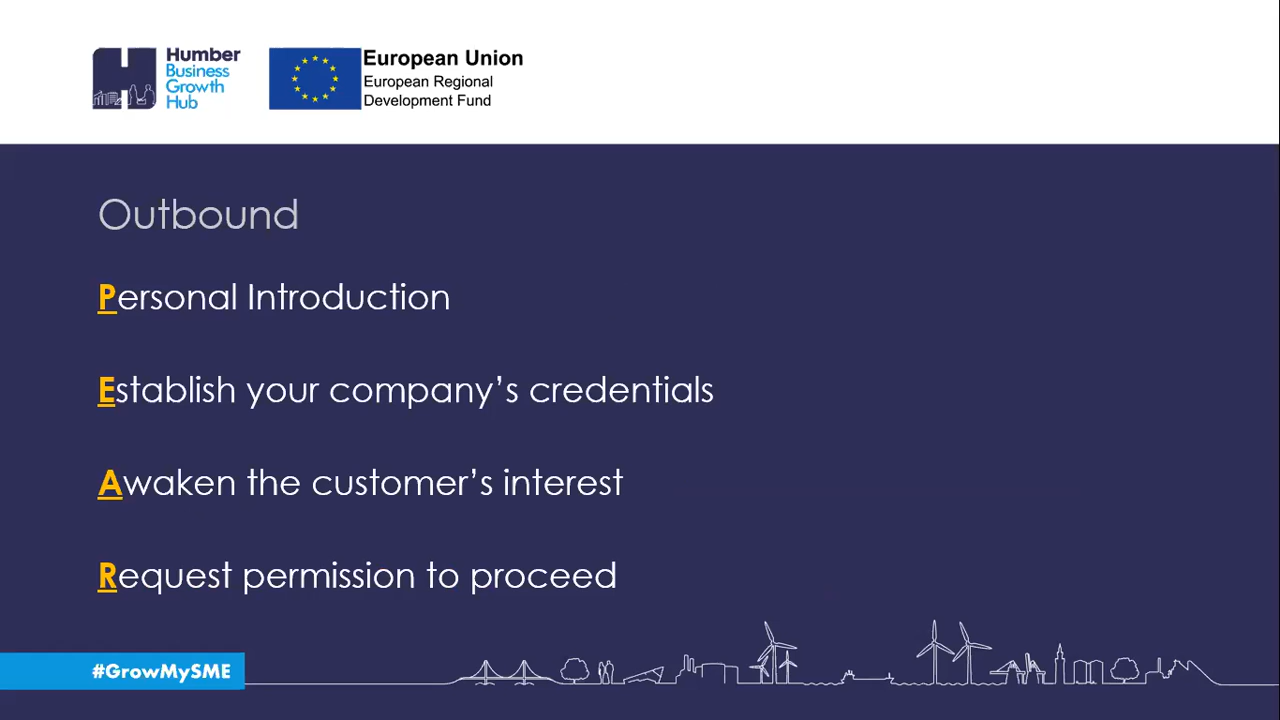 Humber
Business
Growth
Hub
European Union
European Regional
Development Fund
Outbound
Personal Introduction
Establish your company’s credentials
Awaken the customer’s interest
Request permission to proceed
#GrowMySME